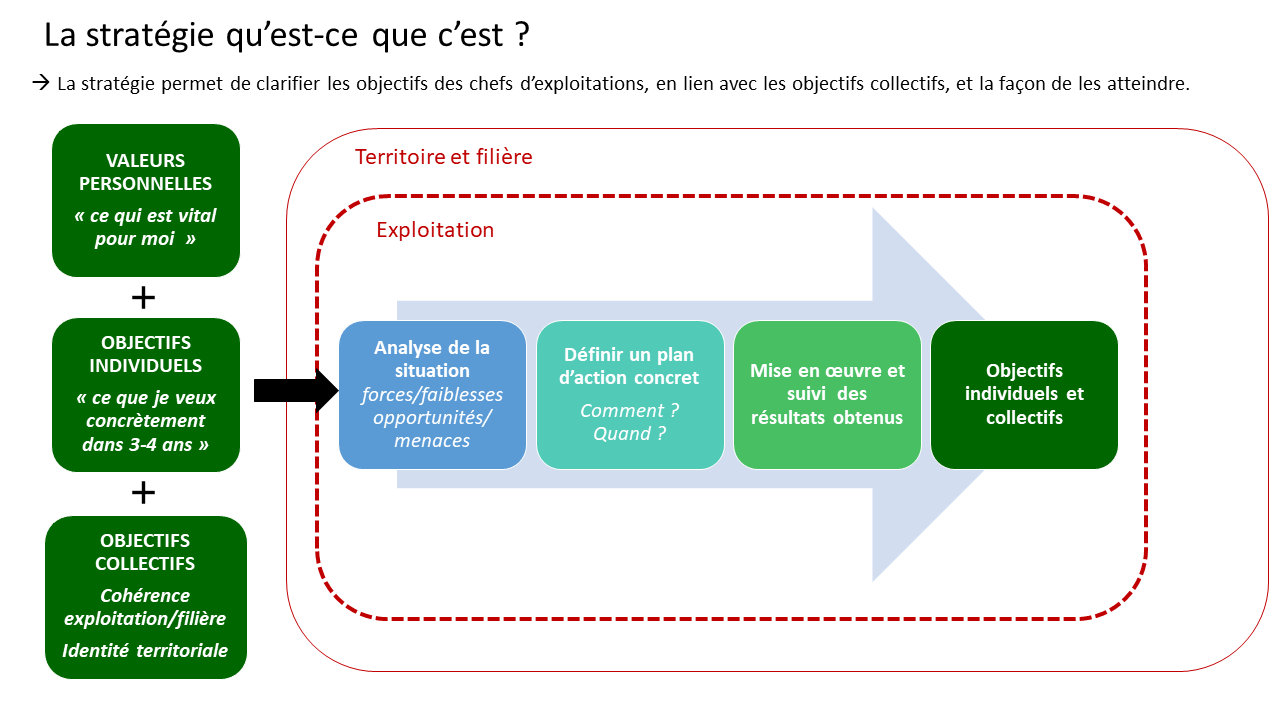 La stratégie qu’est-ce que c’est ?
→ La stratégie permet de clarifier les objectifs des chefs d’exploitations, en lien avec les objectifs collectifs, et la façon de les atteindre.
VALEURS
PERSONNELLES
« ce qui est vital
pour moi »
+
OBJECTIFS
INDIVIDUELS
« ce que je veux
concrètement
dans 3-4 ans »
+
OBJECTIFS
COLLECTIFS
Cohérence
exploitation/filière
Identité territoriale
Territoire et filière
Exploitation
Analyse de la
situation
forces/faiblesses
opportunités/
menaces
Définir un plan
d’action concret
Comment ?
Quand ?
Mise en œuvre et
suivi des
résultats obtenus
Objectifs
individuels et
collectifs